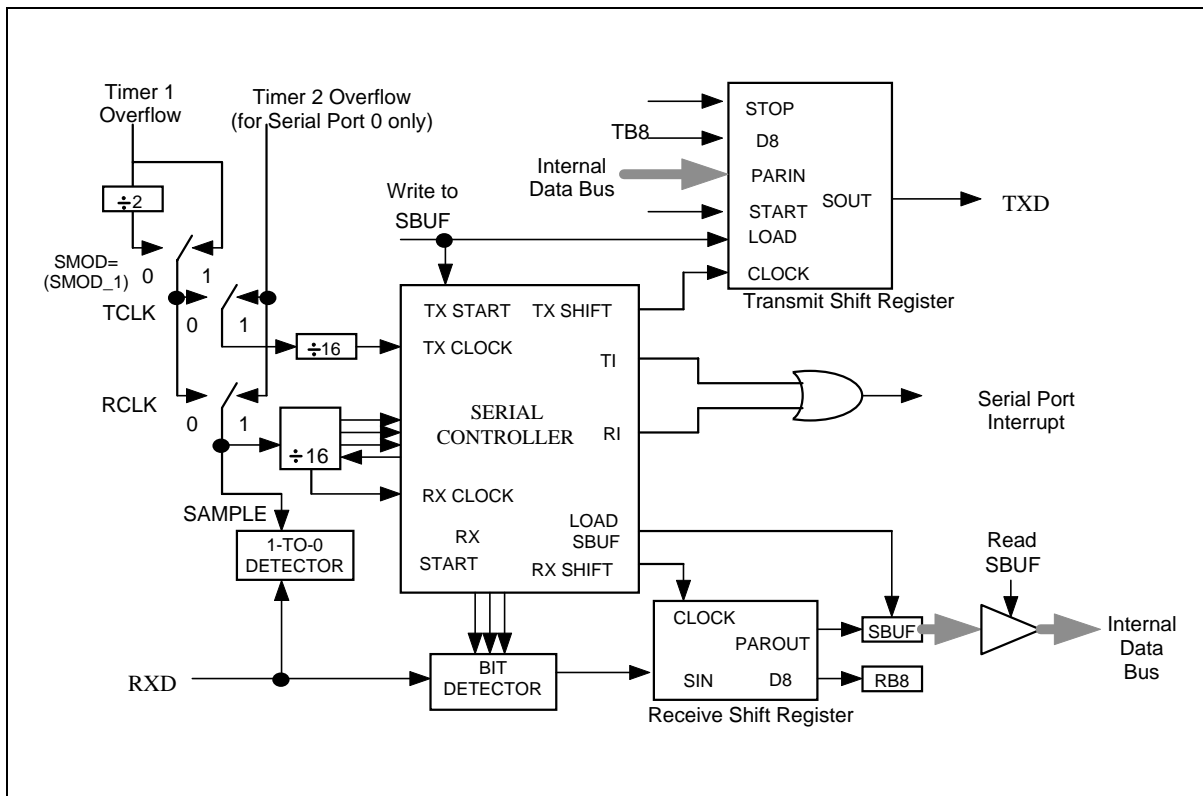 Timer 1
Overflow
Timer 2 Overflow
(for Serial Port 0 only)
÷2
SMOD=
(SMOD_1)
0
1
TCLK
0
1
RCLK
0
1
÷16
÷16
SAMPLE
1-TO-0
DETECTOR
RXD
Write to
SBUF
TB8
Internal
Data Bus
STOP
D8
PARIN
START
LOAD
CLOCK
SOUT
TXD
Transmit Shift Register
TX START
TX SHIFT
TX CLOCK
TI
SERIAL
CONTROLLER
RI
RX CLOCK
RX
START
LOAD
SBUF
RX SHIFT
Serial Port
Interrupt
BIT
DETECTOR
CLOCK
PAROUT
SIN
D8
Receive Shift Register
SBUF
RB8
Read
SBUF
Internal
Data
Bus